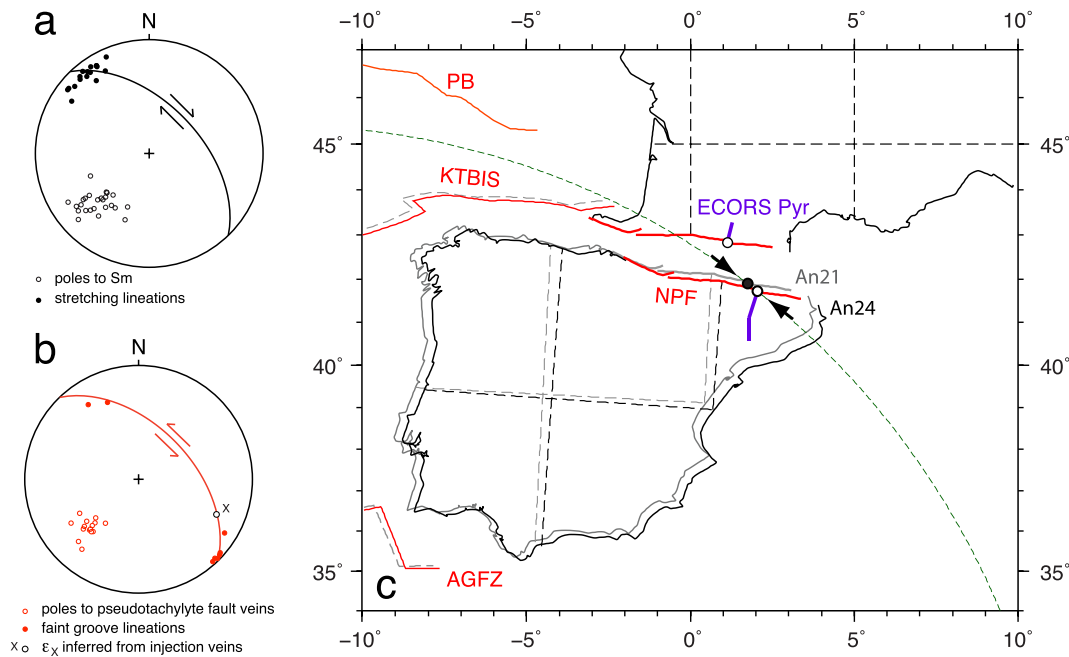 a
N
poles to Sm
stretching lineations
b
N
x
poles to pseudotachylyte fault veins
faint groove lineations
x εX inferred from injection veins
−10° −5° 0° 5° 10°
PB
45° 45°
KTBIS
ECORS Pyr
An21
NPF
An24
40° 40°
35° 35°
AGFZ
c
−10° −5° 0° 5° 10°